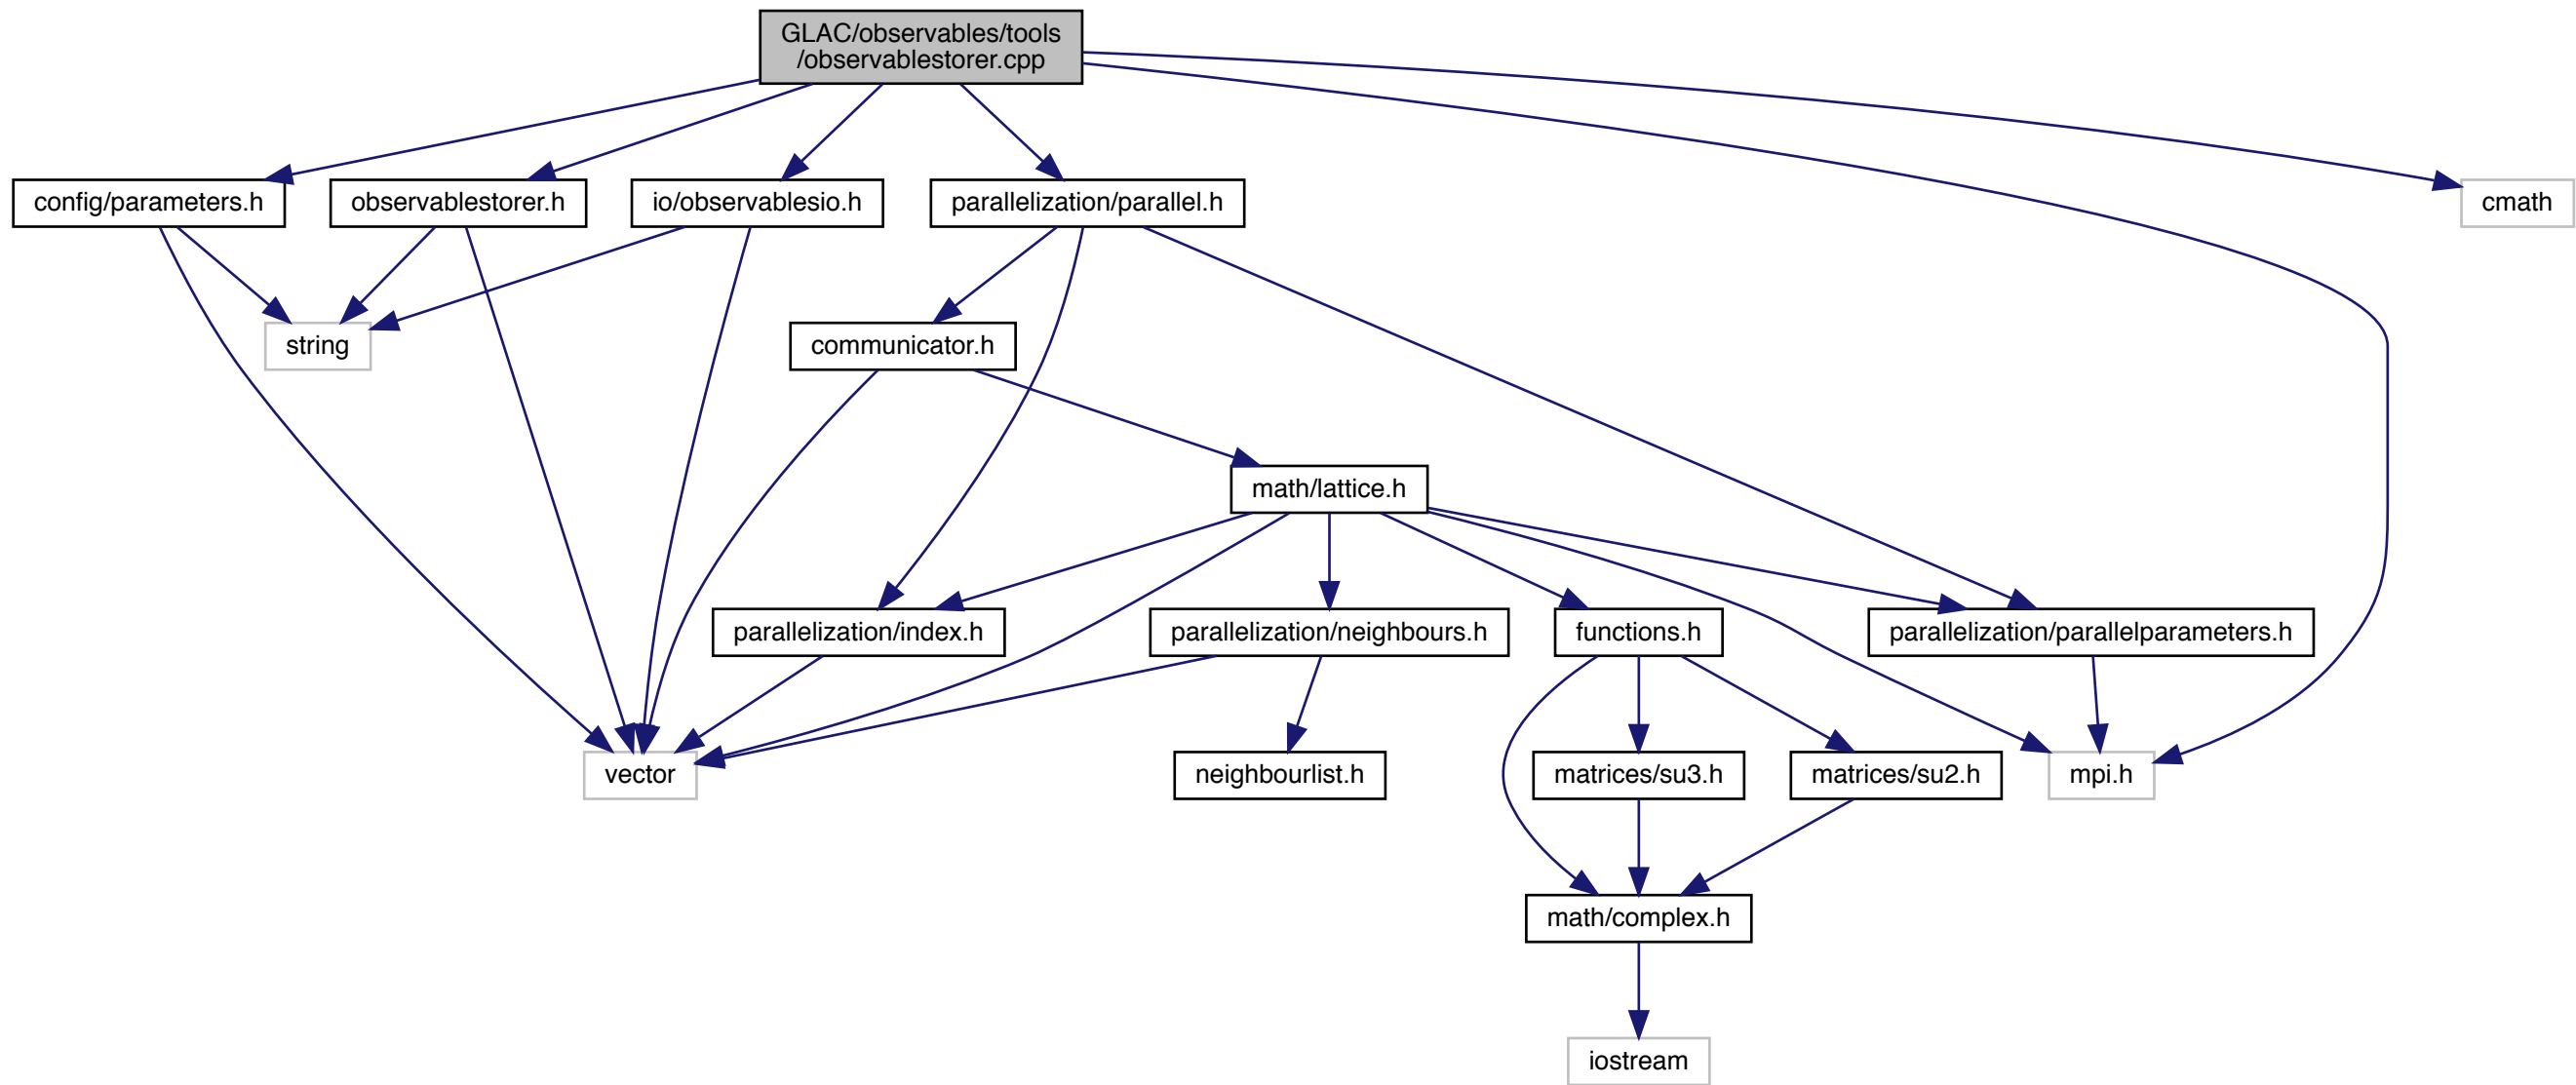 GLAC/observables/tools
/observablestorer.cpp
config/parameters.h
observablestorer.h
io/observablesio.h
parallelization/parallel.h
cmath
string
communicator.h
math/lattice.h
parallelization/index.h
parallelization/neighbours.h
functions.h
parallelization/parallelparameters.h
vector
neighbourlist.h
matrices/su3.h
matrices/su2.h
mpi.h
math/complex.h
iostream